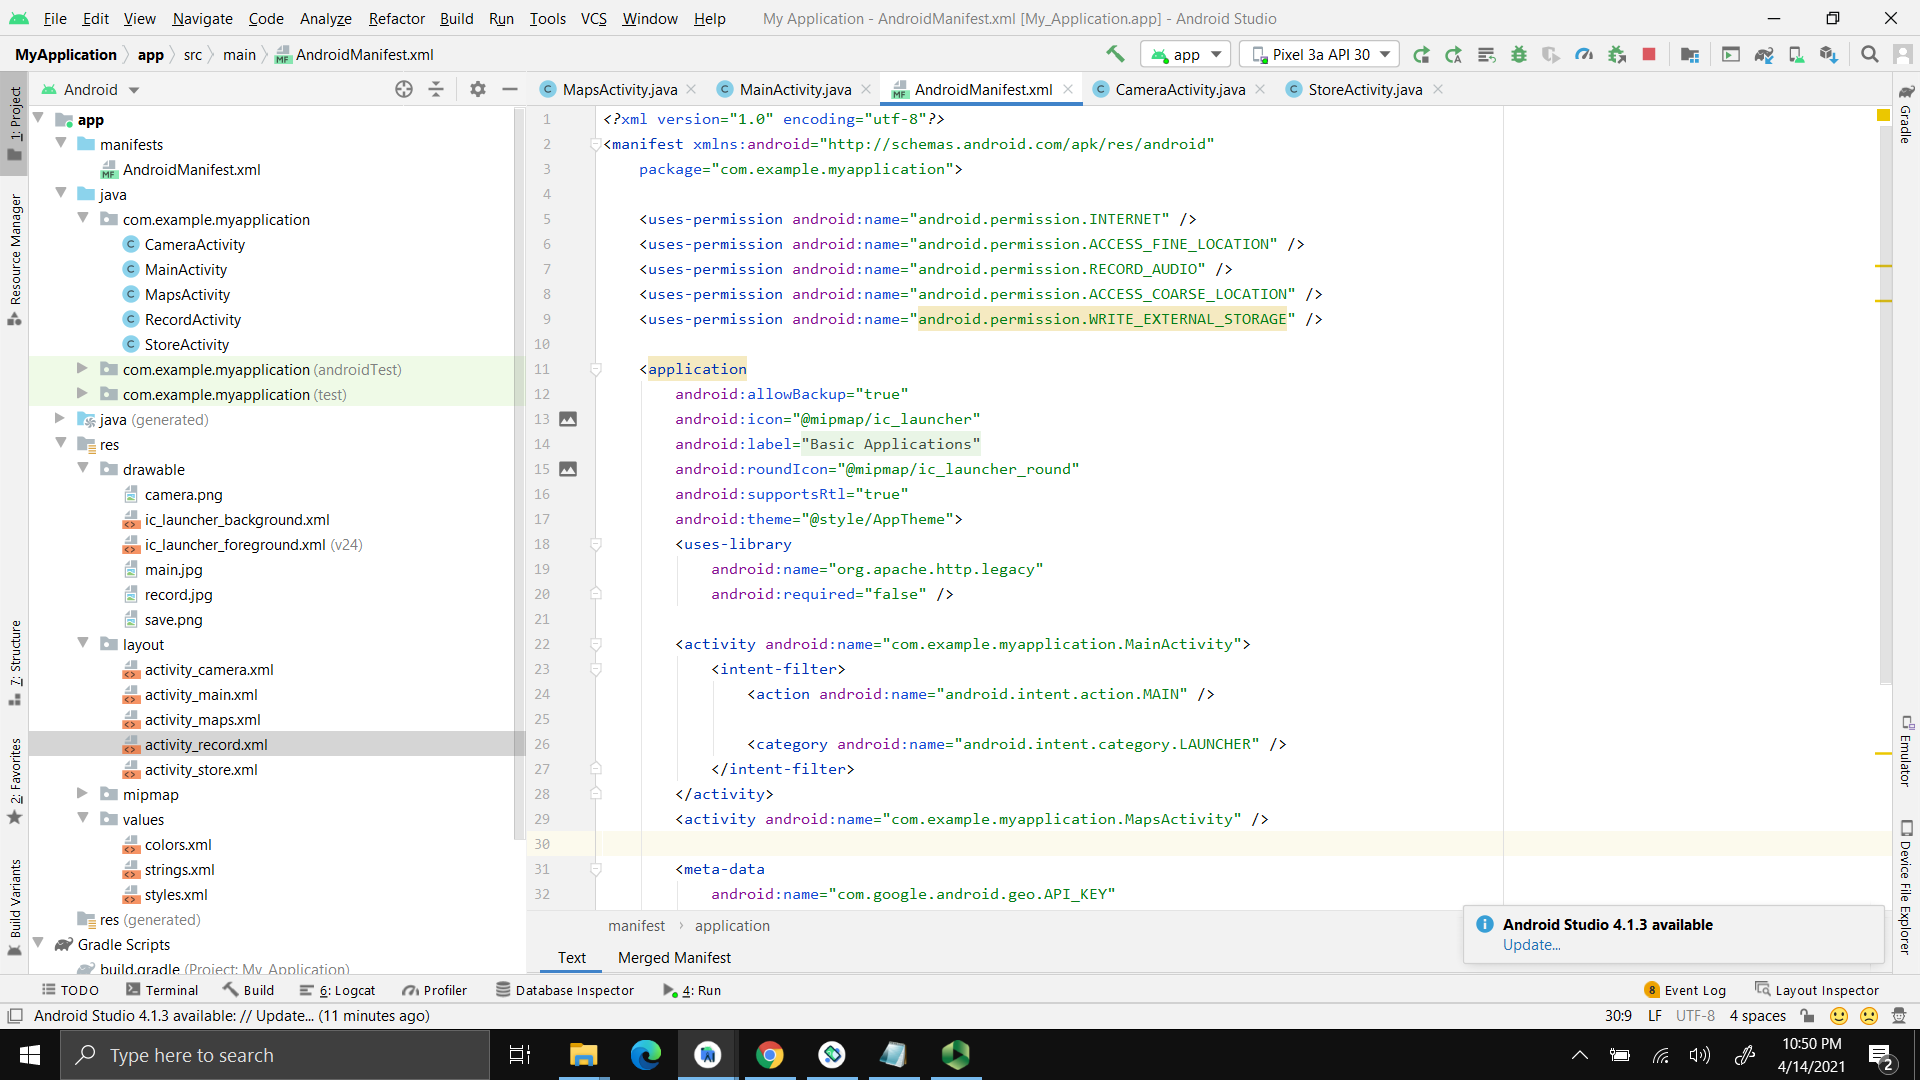 File Edit View Navigate Code Analyze Refactor Build Run Tools VCS Window Help My Application - AndroidManifest.xml [My_Application.app] - Android Studio
MyApplication app src main AndroidManifest.xml app Pixel 3a API 30
Android MapsActivity.java MainActivity.java AndroidManifest.xml CameraActivity.java StoreActivity.java
1: Project
Resource Manager
7: Structure
2: Favorites
Build Variants
app
manifests
AndroidManifest.xml
java
com.example.myapplication
CameraActivity
MainActivity
MapsActivity
RecordActivity
StoreActivity
com.example.myapplication (androidTest)
com.example.myapplication (test)
java (generated)
res
drawable
camera.png
ic_launcher_background.xml
ic_launcher_foreground.xml (v24)
main.jpg
record.jpg
save.png
layout
activity_camera.xml
activity_main.xml
activity_maps.xml
activity_record.xml
activity_store.xml
mipmap
values
colors.xml
strings.xml
styles.xml
res (generated)
Gradle Scripts
build.gradle (Project: My_Application)
1 <?xml version="1.0" encoding="utf-8"?>
2 <manifest xmlns:android="http://schemas.android.com/apk/res/android"
3 package="com.example.myapplication">
4
5 <uses-permission android:name="android.permission.INTERNET" />
6 <uses-permission android:name="android.permission.ACCESS_FINE_LOCATION" />
7 <uses-permission android:name="android.permission.RECORD_AUDIO" />
8 <uses-permission android:name="android.permission.ACCESS_COARSE_LOCATION" />
9 <uses-permission android:name="android.permission.WRITE_EXTERNAL_STORAGE" />
10
11 <application
12 android:allowBackup="true"
13 android:icon="@mipmap/ic_launcher"
14 android:label="Basic Applications"
15 android:roundIcon="@mipmap/ic_launcher_round"
16 android:supportsRtl="true"
17 android:theme="@style/AppTheme">
18 <uses-library
19 android:name="org.apache.http.legacy"
20 android:required="false" />
21
22 <activity android:name="com.example.myapplication.MainActivity">
23 <intent-filter>
24 <action android:name="android.intent.action.MAIN" />
25
26 <category android:name="android.intent.category.LAUNCHER" />
27 </intent-filter>
28 </activity>
29 <activity android:name="com.example.myapplication.MapsActivity" />
30
31 <meta-data
32 android:name="com.google.android.geo.API_KEY"
manifest application
Text Merged Manifest
Gradle
Emulator
Device File Explorer
Android Studio 4.1.3 available
Update...
TODO Terminal Build 6: Logcat Profiler Database Inspector 4: Run 8 Event Log Layout Inspector
Android Studio 4.1.3 available: // Update... (11 minutes ago) 30:9 LF UTF-8 4 spaces
Type here to search
10:50 PM
4/14/2021
2